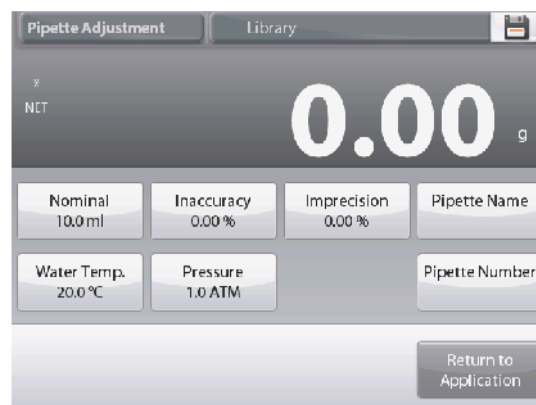 Pipette Adjustment
Library
*
NET
0.00 g
Nominal
10.0 ml
Inaccuracy
0.00 %
Imprecision
0.00 %
Pipette Name
Water Temp.
20.0 °C
Pressure
1.0 ATM
Pipette Number
Return to
Application